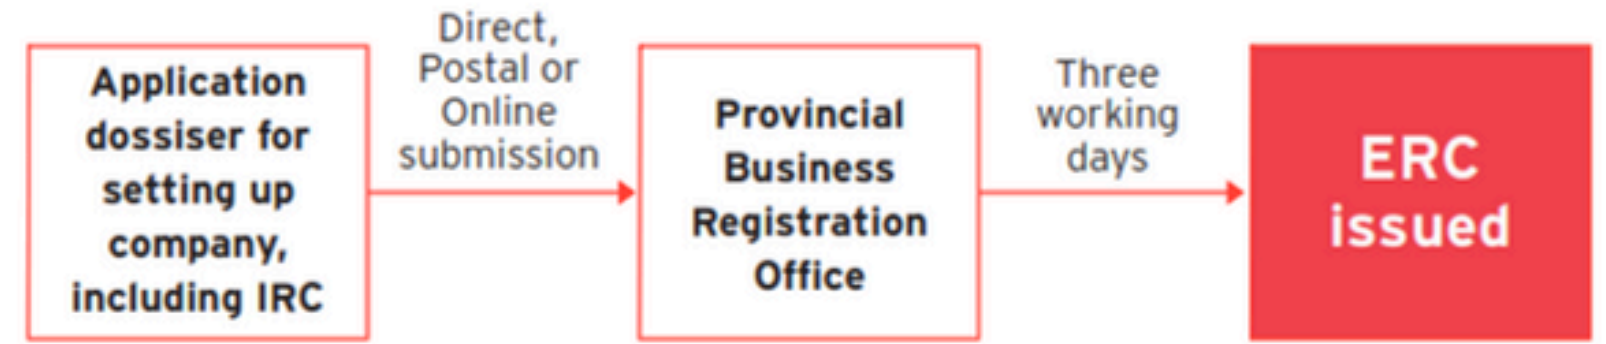 Application
dossiser for
setting up
company,
including IRC
Direct,
Postal or
Online
submission
Provincial
Business
Registration
Office
Three
working
days
ERC
issued